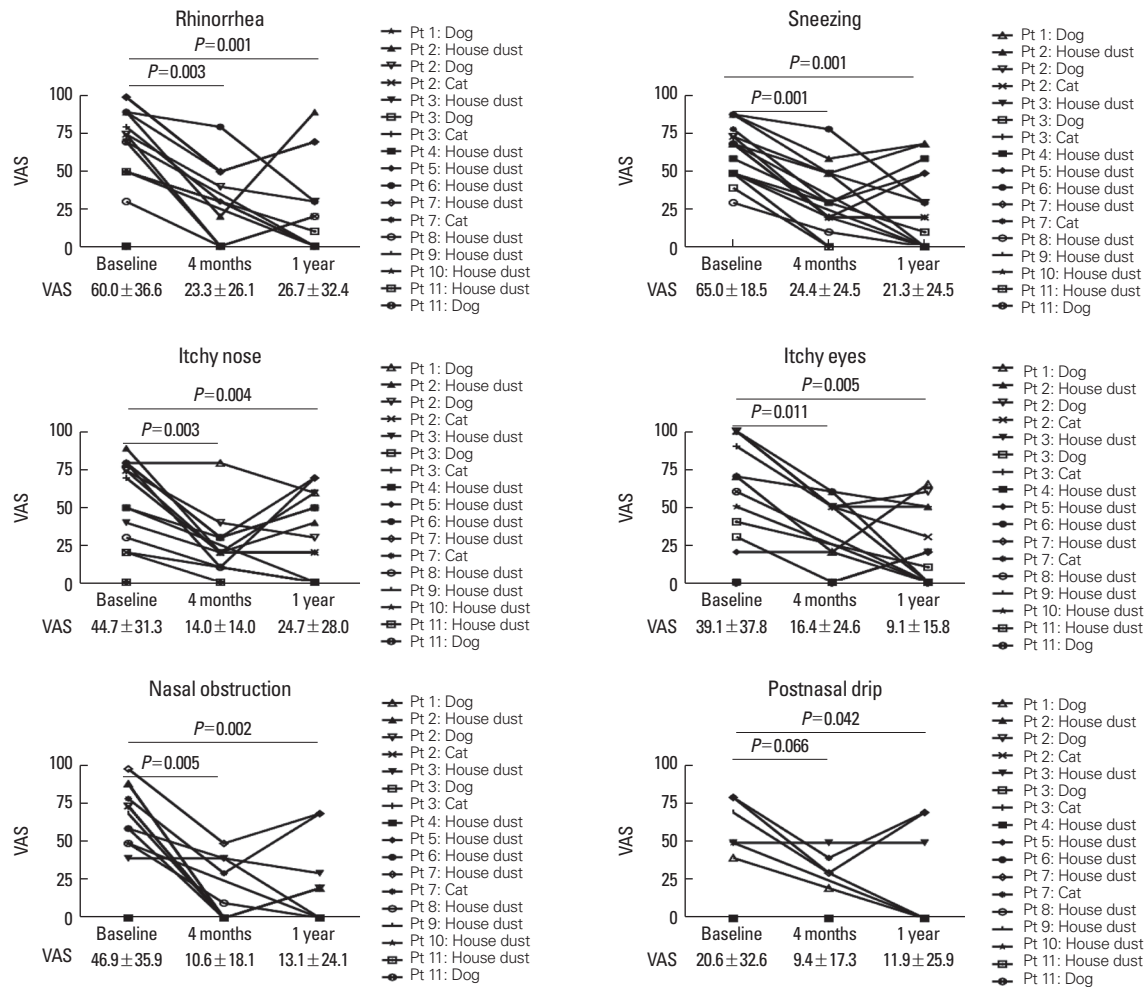 Rhinorrhea
P=0.001
P=0.003
100
75
50
25
0
VAS
Baseline 4 months 1 year
VAS 60.0±36.6 23.3±26.1 26.7±32.4
Pt 1: Dog
Pt 2: House dust
Pt 2: Dog
Pt 2: Cat
Pt 3: House dust
Pt 3: Dog
Pt 3: Cat
Pt 4: House dust
Pt 5: House dust
Pt 6: House dust
Pt 7: House dust
Pt 7: Cat
Pt 8: House dust
Pt 9: House dust
Pt 10: House dust
Pt 11: House dust
Pt 11: Dog
Sneezing
P=0.001
P=0.001
100
75
50
25
0
VAS
Baseline 4 months 1 year
VAS 65.0±18.5 24.4±24.5 21.3±24.5
Pt 1: Dog
Pt 2: House dust
Pt 2: Dog
Pt 2: Cat
Pt 3: House dust
Pt 3: Dog
Pt 3: Cat
Pt 4: House dust
Pt 5: House dust
Pt 6: House dust
Pt 7: House dust
Pt 7: Cat
Pt 8: House dust
Pt 9: House dust
Pt 10: House dust
Pt 11: House dust
Pt 11: Dog
Itchy nose
P=0.004
P=0.003
100
75
50
25
0
VAS
Baseline 4 months 1 year
VAS 44.7±31.3 14.0±14.0 24.7±28.0
Pt 1: Dog
Pt 2: House dust
Pt 2: Dog
Pt 2: Cat
Pt 3: House dust
Pt 3: Dog
Pt 3: Cat
Pt 4: House dust
Pt 5: House dust
Pt 6: House dust
Pt 7: House dust
Pt 7: Cat
Pt 8: House dust
Pt 9: House dust
Pt 10: House dust
Pt 11: House dust
Pt 11: Dog
Itchy eyes
P=0.005
P=0.011
100
75
50
25
0
VAS
Baseline 4 months 1 year
VAS 39.1±37.8 16.4±24.6 9.1±15.8
Pt 1: Dog
Pt 2: House dust
Pt 2: Dog
Pt 2: Cat
Pt 3: House dust
Pt 3: Dog
Pt 3: Cat
Pt 4: House dust
Pt 5: House dust
Pt 6: House dust
Pt 7: House dust
Pt 7: Cat
Pt 8: House dust
Pt 9: House dust
Pt 10: House dust
Pt 11: House dust
Pt 11: Dog
Nasal obstruction
P=0.002
P=0.005
100
75
50
25
0
VAS
Baseline 4 months 1 year
VAS 46.9±35.9 10.6±18.1 13.1±24.1
Pt 1: Dog
Pt 2: House dust
Pt 2: Dog
Pt 2: Cat
Pt 3: House dust
Pt 3: Dog
Pt 3: Cat
Pt 4: House dust
Pt 5: House dust
Pt 6: House dust
Pt 7: House dust
Pt 7: Cat
Pt 8: House dust
Pt 9: House dust
Pt 10: House dust
Pt 11: House dust
Pt 11: Dog
Postnasal drip
P=0.042
P=0.066
100
75
50
25
0
VAS
Baseline 4 months 1 year
VAS 20.6±32.6 9.4±17.3 11.9±25.9
Pt 1: Dog
Pt 2: House dust
Pt 2: Dog
Pt 2: Cat
Pt 3: House dust
Pt 3: Dog
Pt 3: Cat
Pt 4: House dust
Pt 5: House dust
Pt 6: House dust
Pt 7: House dust
Pt 7: Cat
Pt 8: House dust
Pt 9: House dust
Pt 10: House dust
Pt 11: House dust
Pt 11: Dog